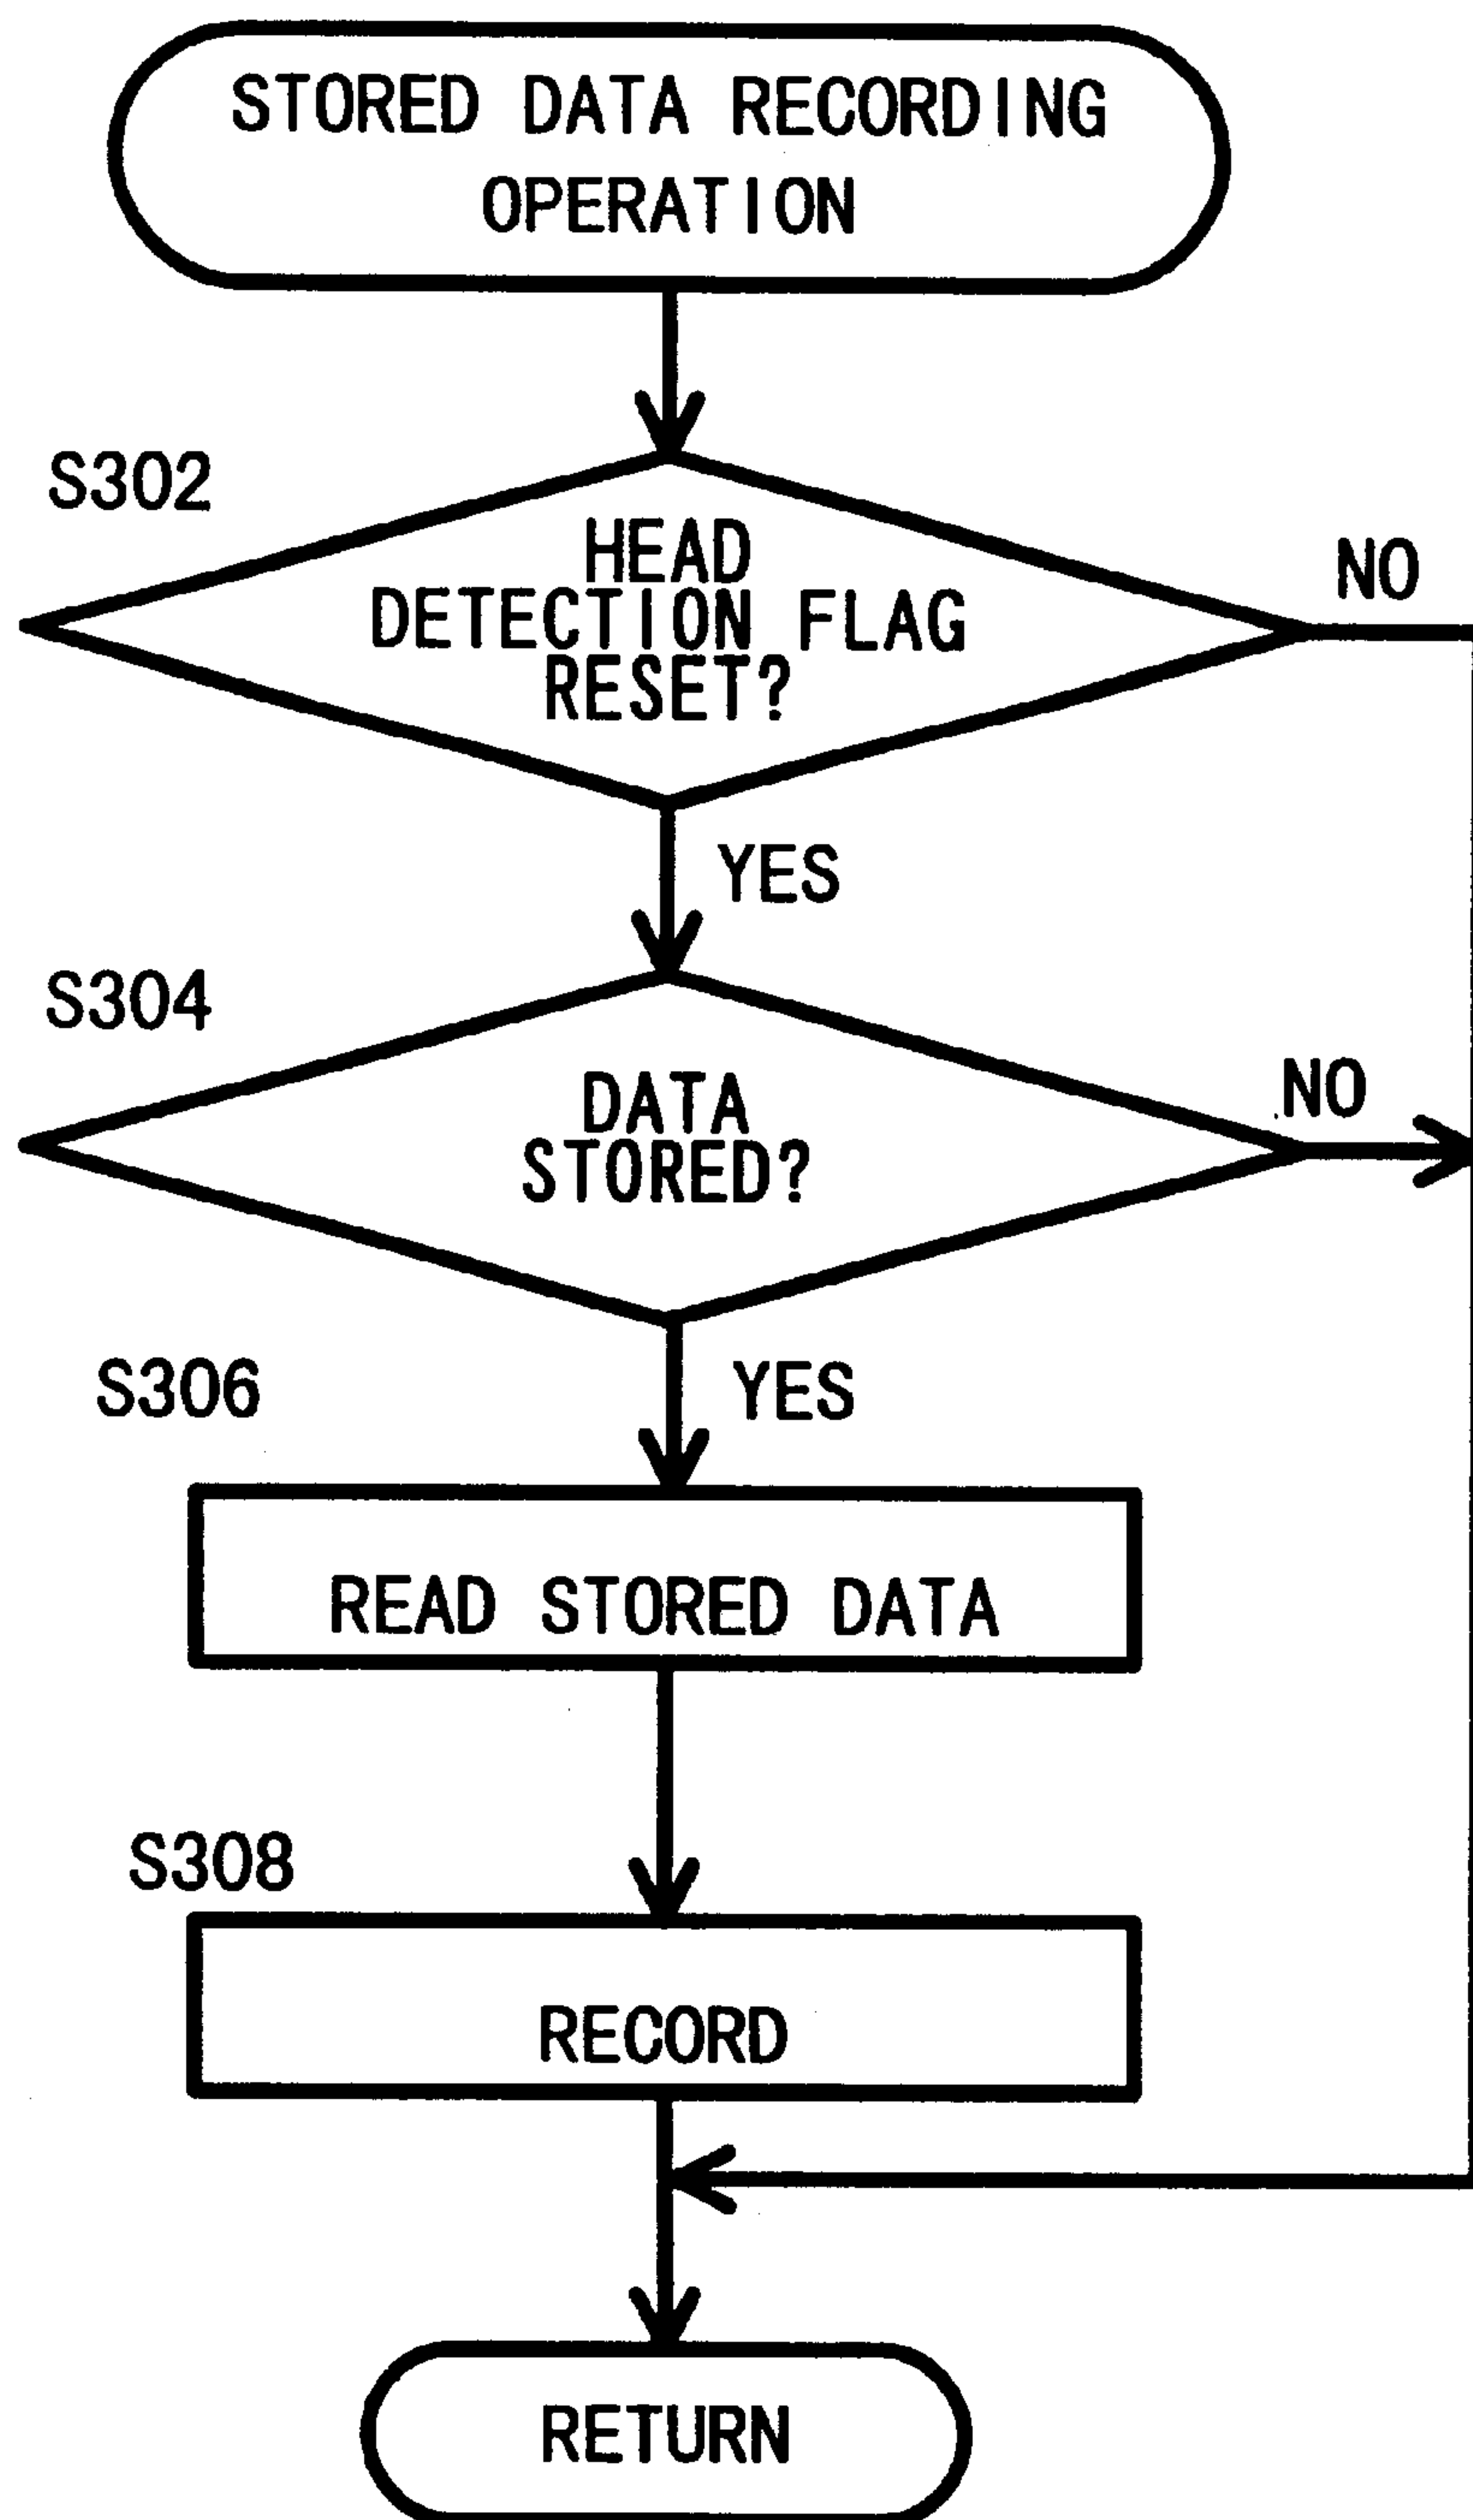 STORED DATA RECORDING
OPERATION
S302
HEAD
DETECTION FLAG
RESET?
NO
YES
S304
DATA
STORED?
NO
YES
S306
READ STORED DATA
S308
RECORD
RETURN